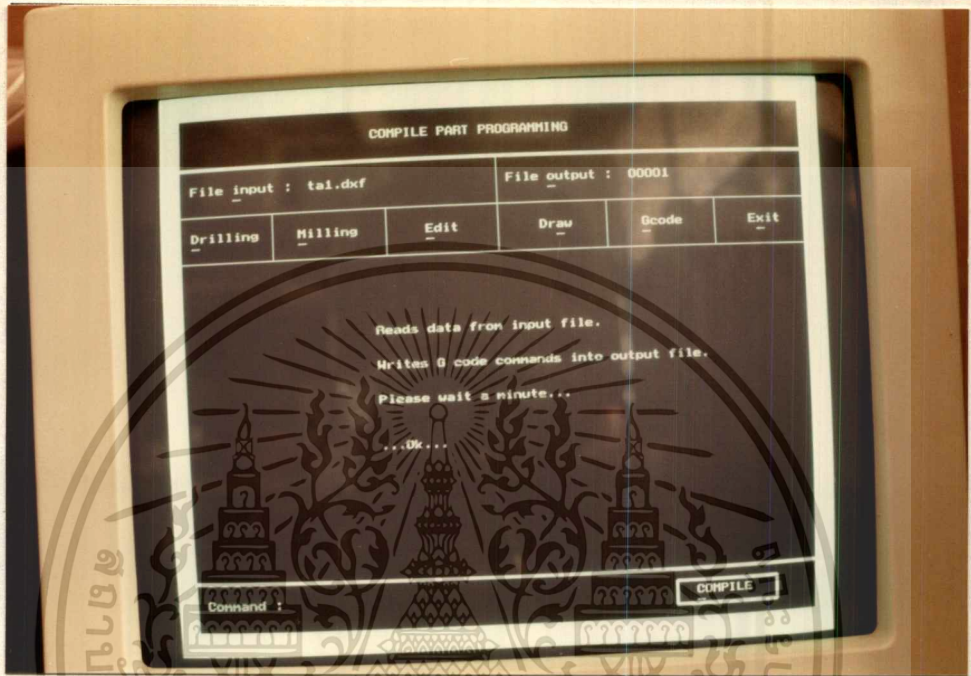 COMPILE PART PROGRAMMING
File input : ta1.dxf
File output : 00001
Drilling Milling Edit Draw Gcode Exit
Reads data from input file.
Writes G code commands into output file.
Please wait a minute...
...Ok...
Command :
COMPILE